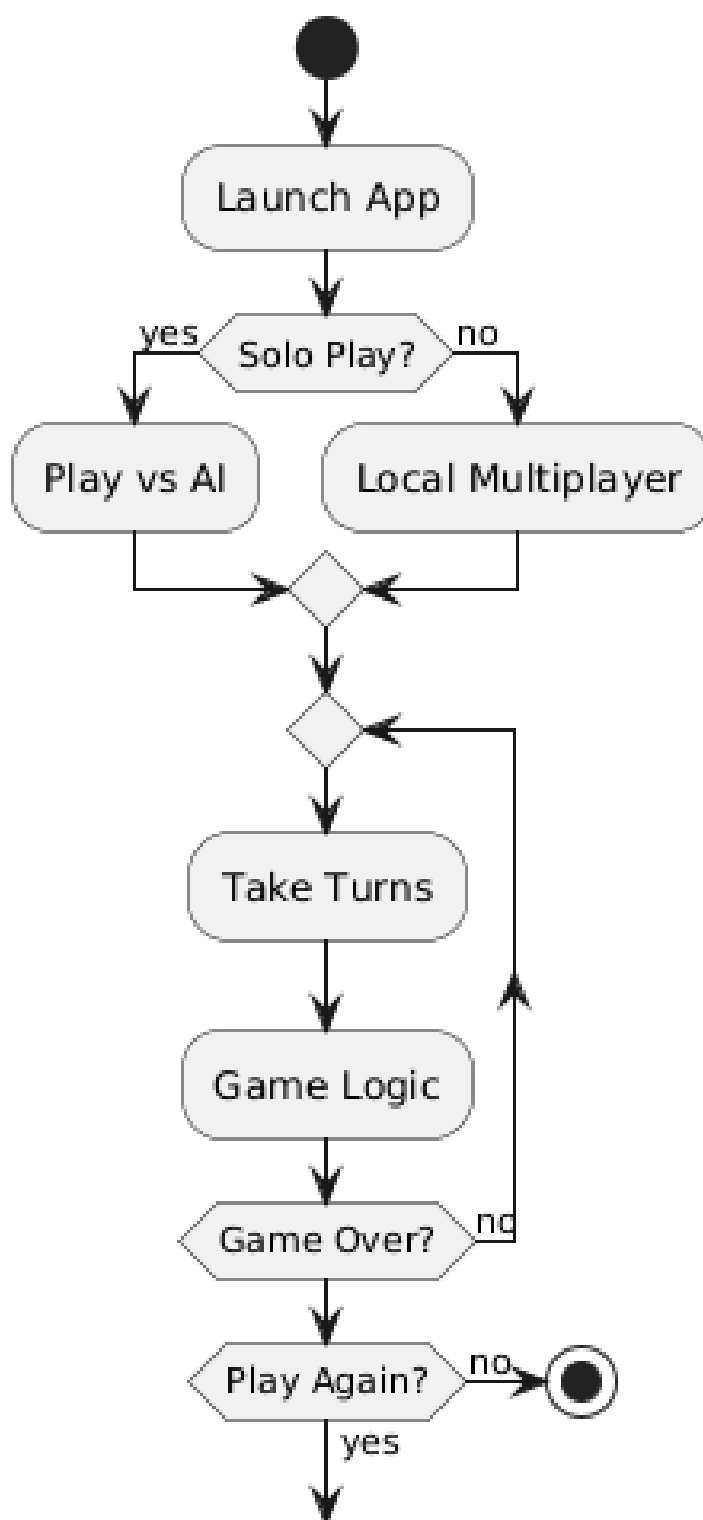 Launch App
yes
no
Solo Play?
Play vs AI
Local Multiplayer
Take Turns
Game Logic
no
Game Over?
no
Play Again?
yes